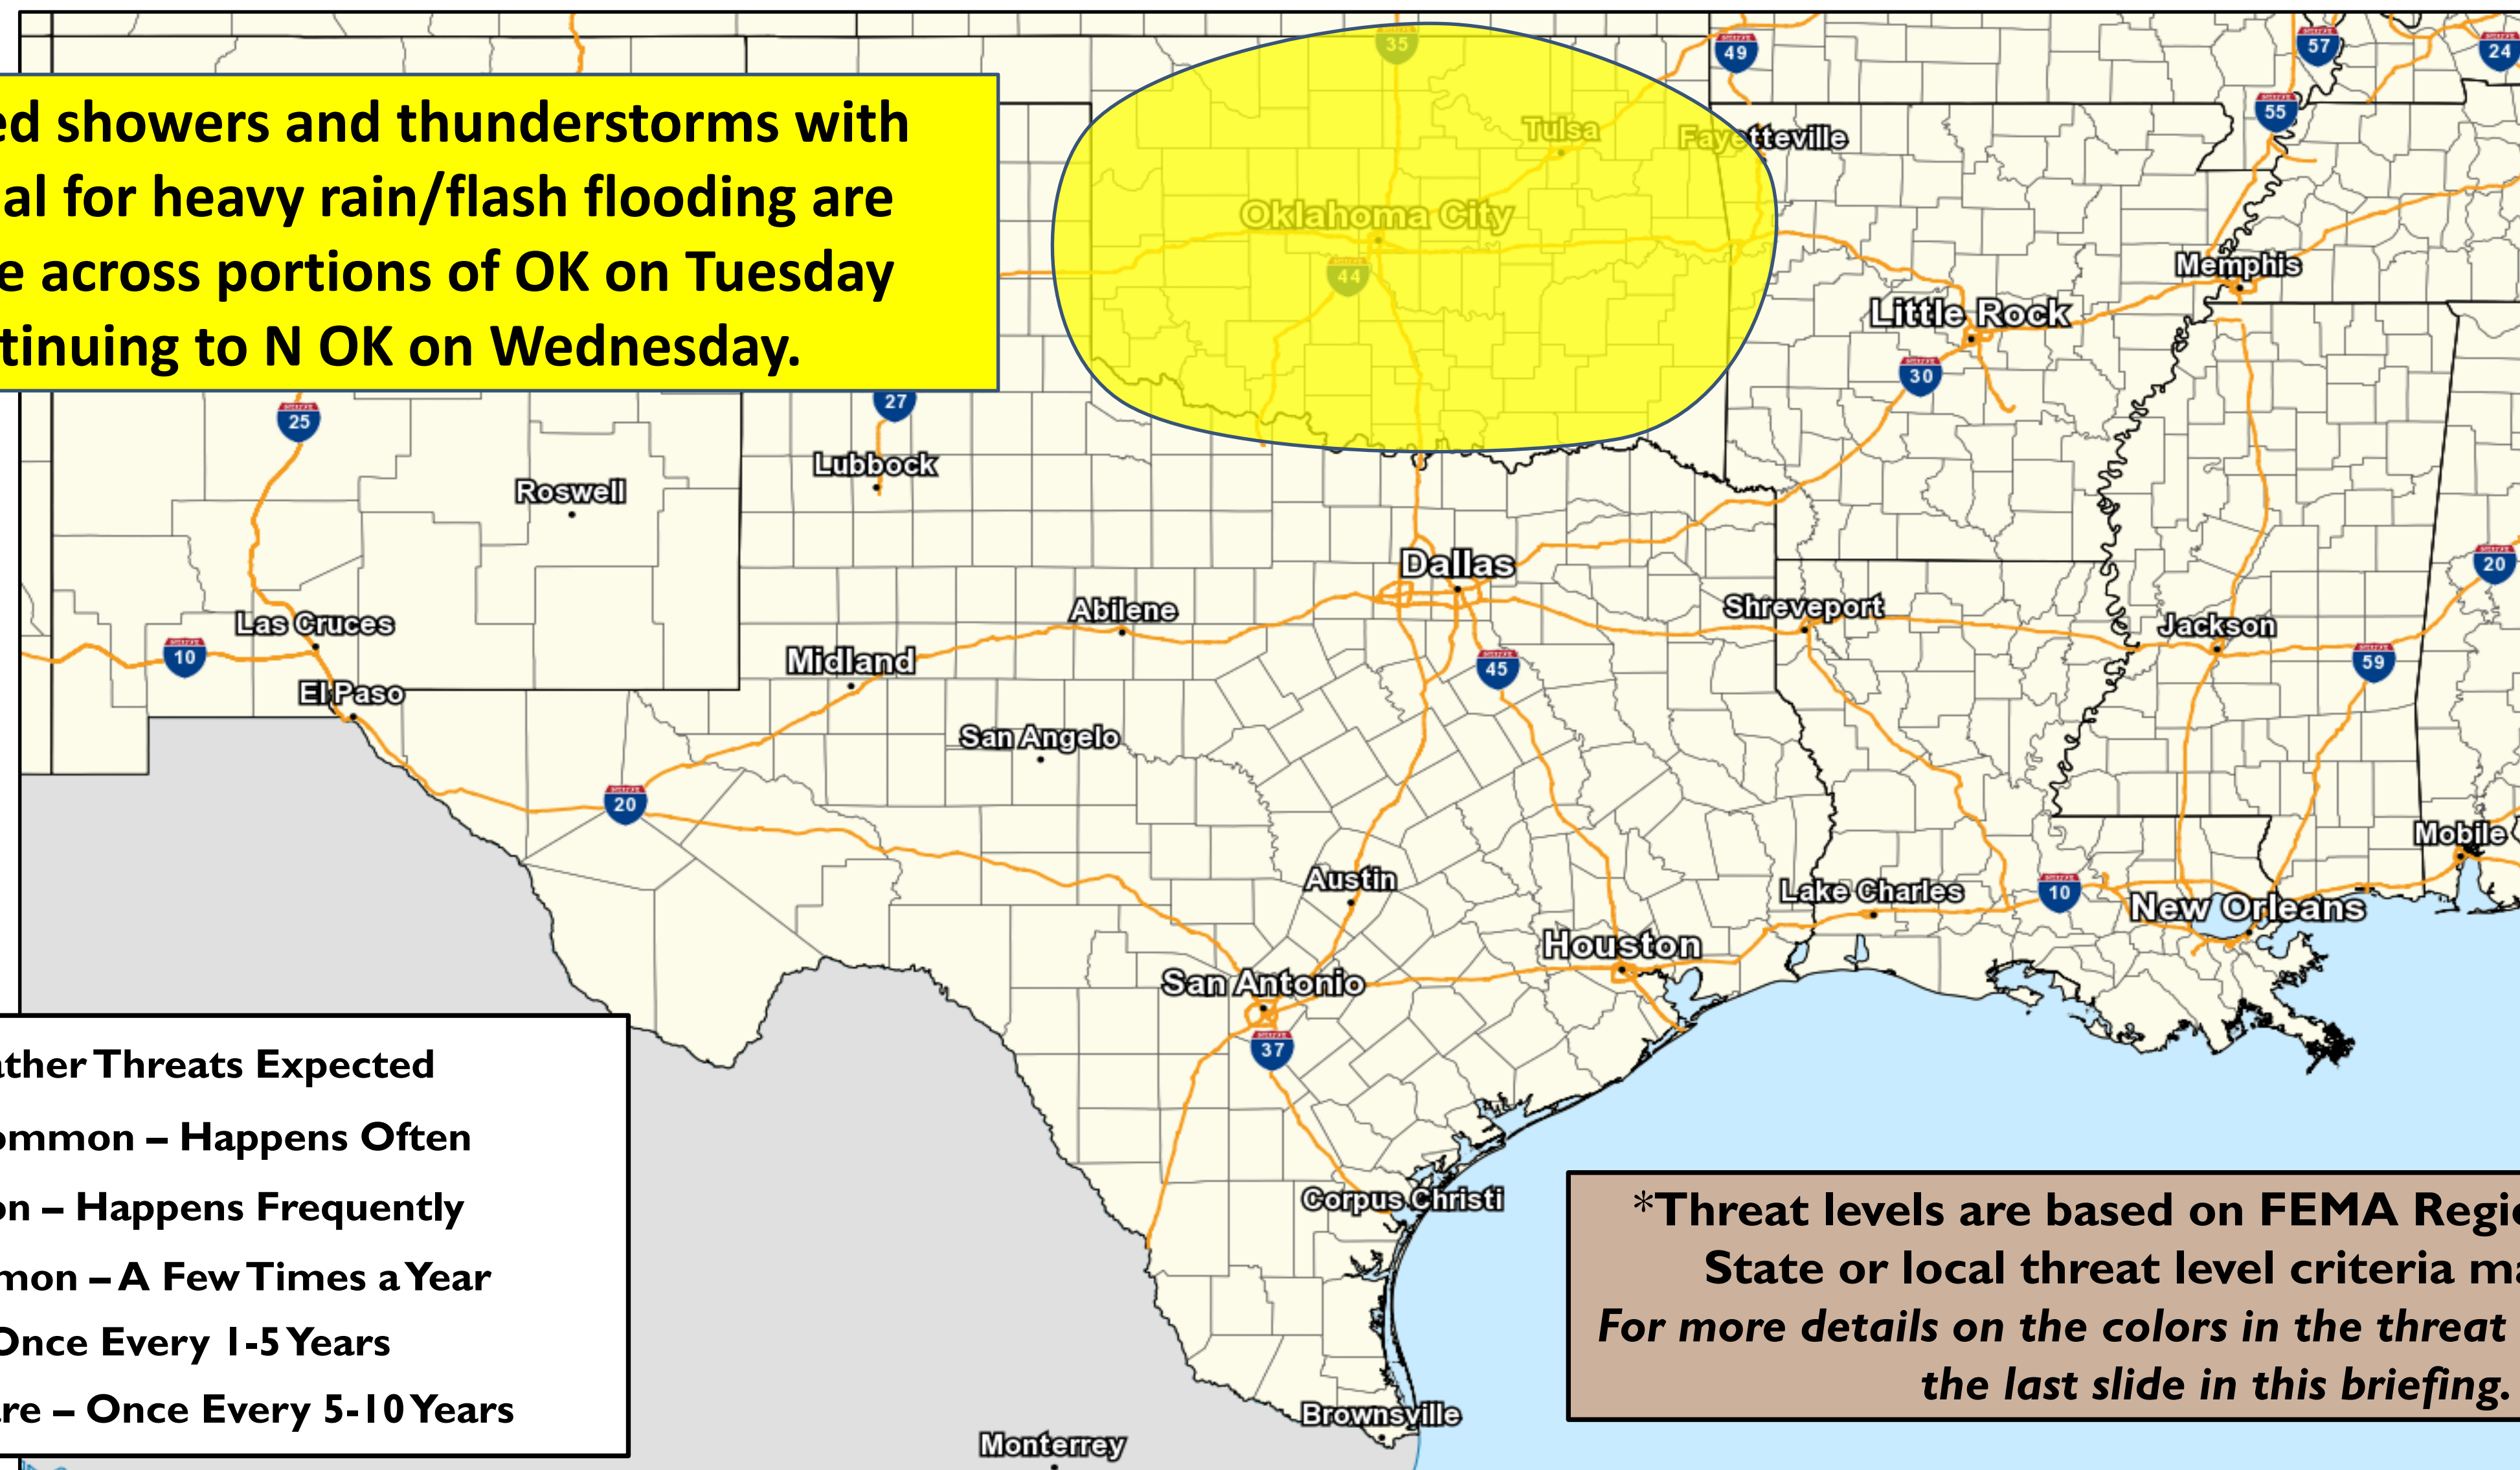 35
49
57
24
55
ed showers and thunderstorms with
al for heavy rain/flash flooding are
e across portions of OK on Tuesday
tinuing to N OK on Wednesday.
Tulsa
Fayetteville
Oklahoma City
44
Memphis
Little Rock
30
25
27
Lubbock
Roswell
Dallas
20
Las Cruces
Abilene
Shreveport
Jackson
10
Midland
45
59
El Paso
San Angelo
20
Mobile
Austin
Lake Charles
10
New Orleans
Houston
San Antonio
37
ather Threats Expected
ommon – Happens Often
on – Happens Frequently
mon – A Few Times a Year
Once Every 1-5 Years
are – Once Every 5-10 Years
Corpus Christi
*Threat levels are based on FEMA Regi
State or local threat level criteria ma
For more details on the colors in the threat
the last slide in this briefing.
Brownsville
Monterrey